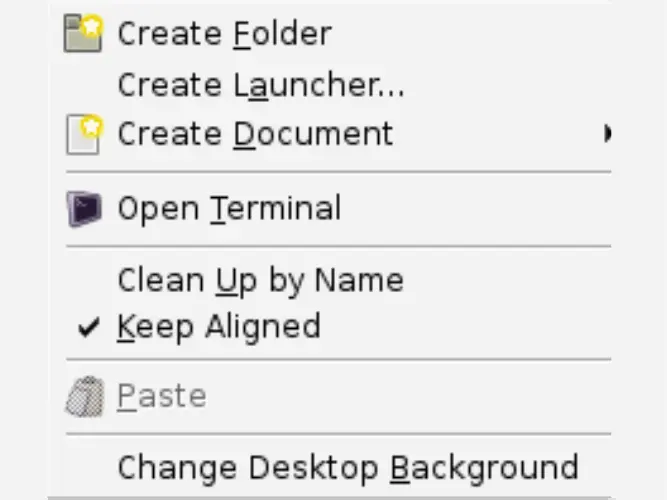 Create Folder
Create Launcher...
Create Document
Open Terminal
Clean Up by Name
Keep Aligned
Paste
Change Desktop Background